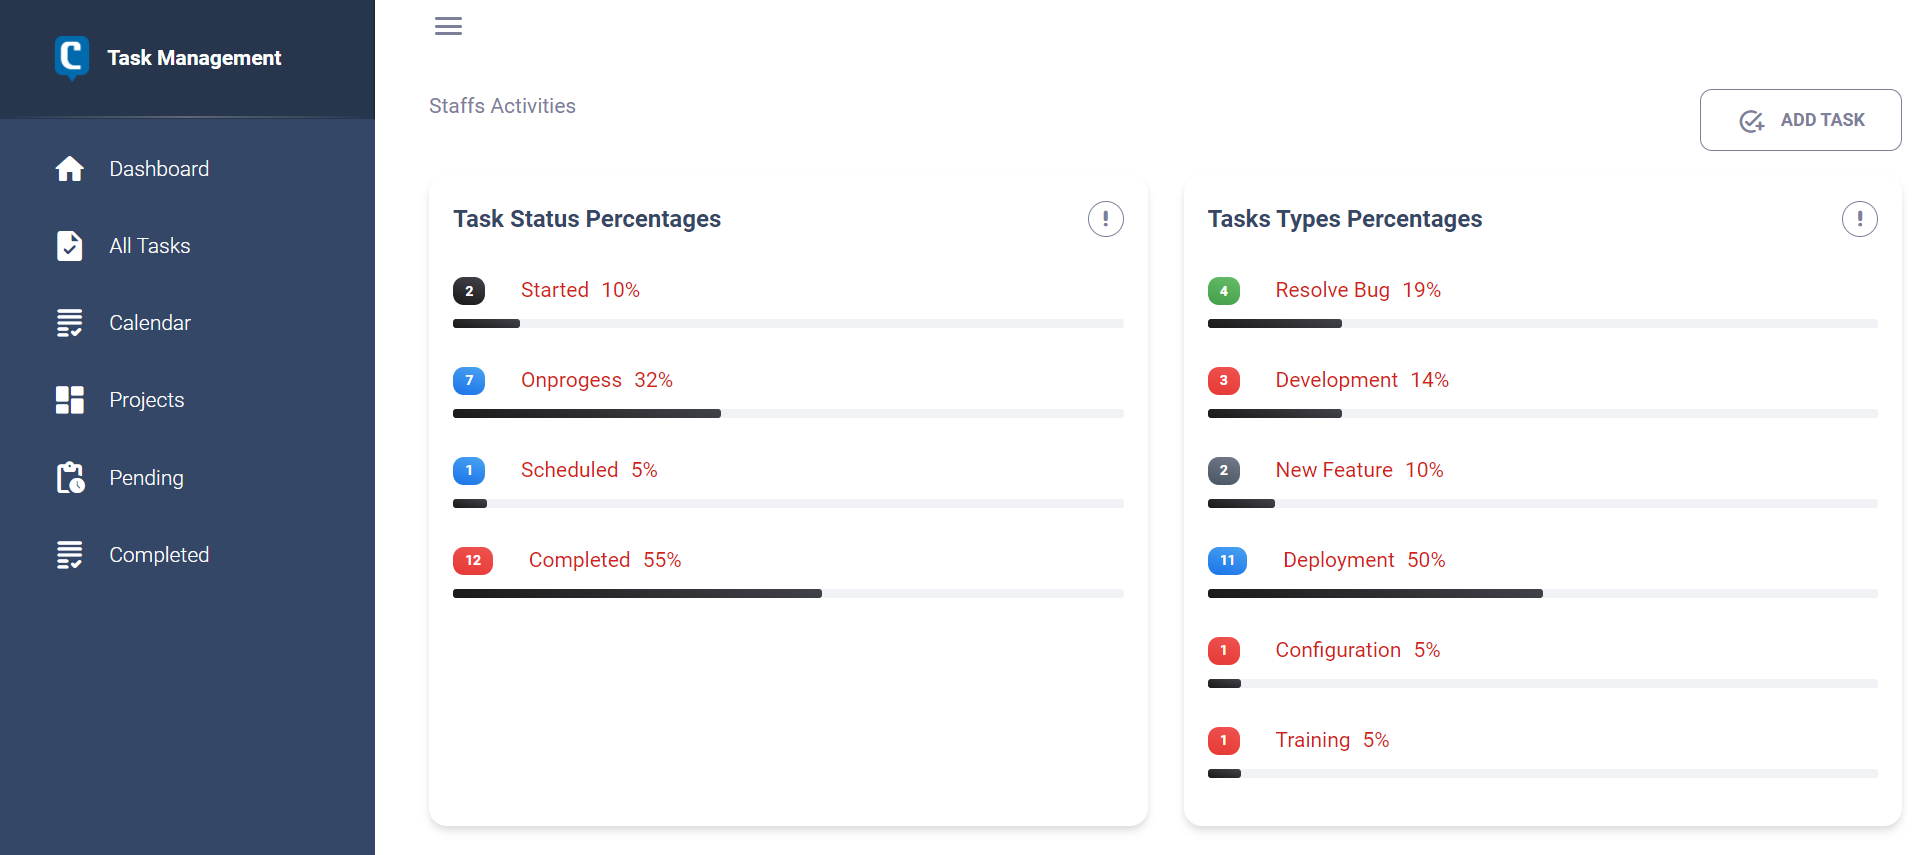 Task Management
Dashboard
All Tasks
Calendar
Projects
Pending
Completed
Staffs Activities
ADD TASK
Task Status Percentages
2 Started 10%
7 Onprogess 32%
1 Scheduled 5%
12 Completed 55%
Tasks Types Percentages
4 Resolve Bug 19%
3 Development 14%
2 New Feature 10%
11 Deployment 50%
1 Configuration 5%
1 Training 5%